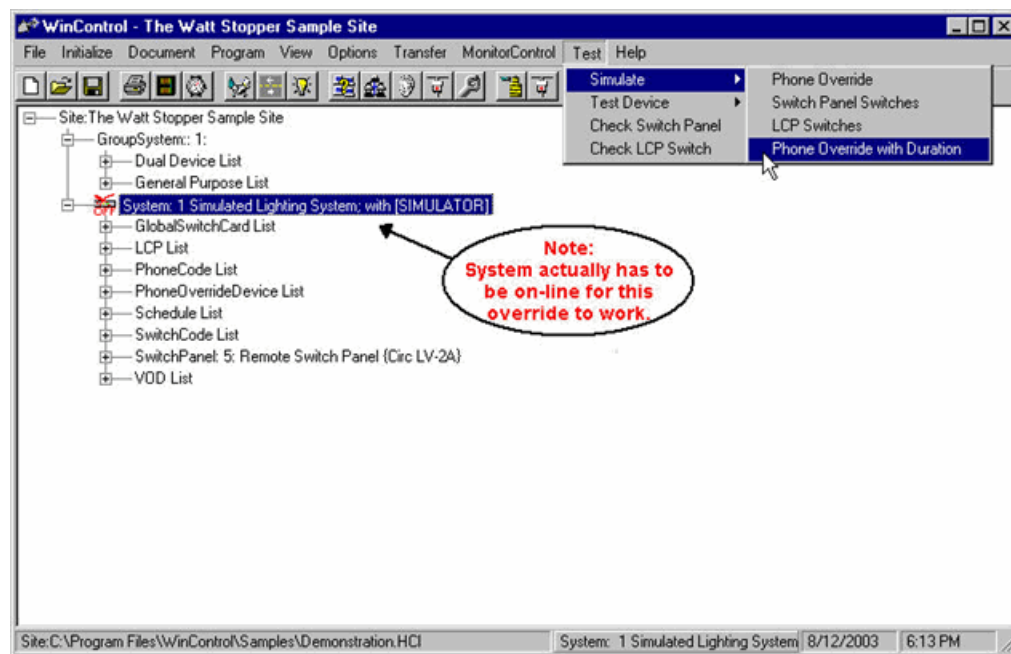 WinControl - The Watt Stopper Sample Site
File Initialize Document Program View Options Transfer MonitorControl Test Help
Simulate
Test Device
Check Switch Panel
Check LCP Switch
Phone Override
Switch Panel Switches
LCP Switches
Phone Override with Duration
Site:The Watt Stopper Sample Site
GroupSystem:: 1:
Dual Device List
General Purpose List
OFF System: 1 Simulated Lighting System; with [SIMULATOR]
GlobalSwitchCard List
LCP List
PhoneCode List
PhoneOverrideDevice List
Schedule List
SwitchCode List
SwitchPanel: 5: Remote Switch Panel {Circ LV-2A}
VOD List
Note:
System actually has to
be on-line for this
override to work.
Site:C:\Program Files\WinControl\Samples\Demonstration.HCI System: 1 Simulated Lighting System 8/12/2003 6:13 PM